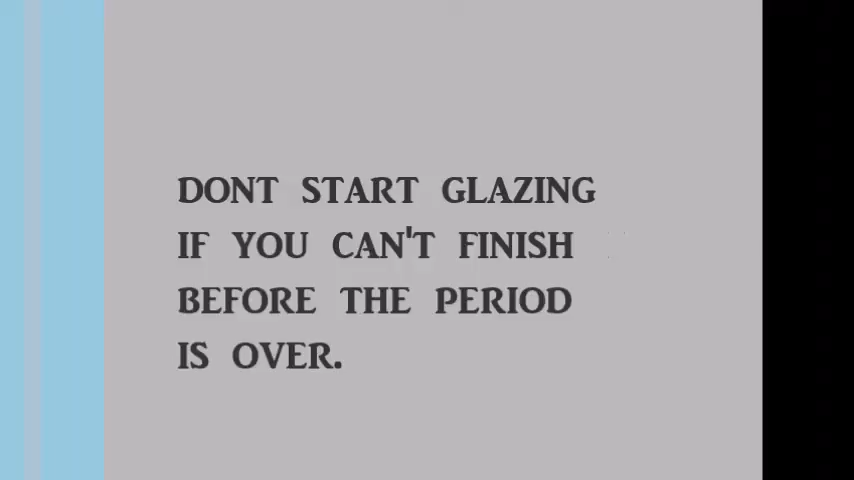 DONT START GLAZING
IF YOU CAN'T FINISH
BEFORE THE PERIOD
IS OVER.